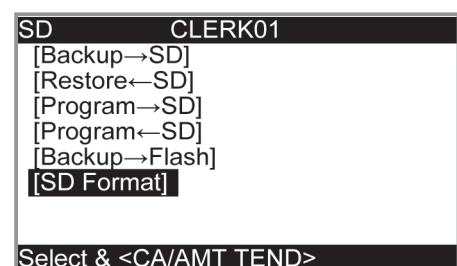 SD CLERK01
[Backup→SD]
[Restore←SD]
[Program→SD]
[Program←SD]
[Backup→Flash]
[SD Format]
Select & <CA/AMT TEND>